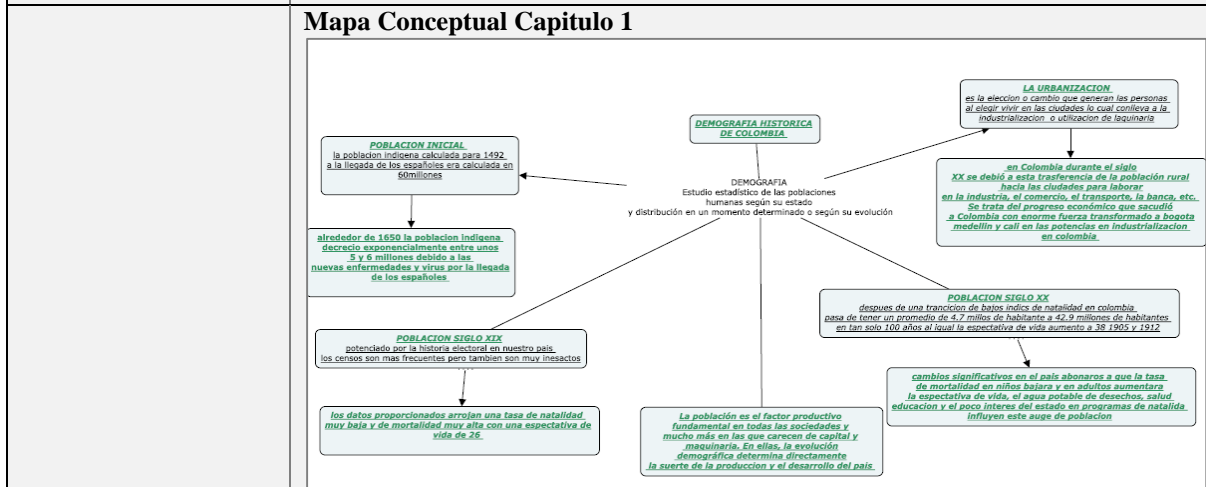 Mapa Conceptual Capitulo 1
DEMOGRAFIA HISTORICA
DE COLOMBIA
DEMOGRAFIA
Estudio estadístico de las poblaciones
humanas según su estado
y distribución en un momento determinado o según su evolución
POBLACION INICIAL
la poblacion indigena calculada para 1492
a la llegada de los españoles era calculada en
60millones
alrededor de 1650 la poblacion indigena
decrecio exponencialmente entre unos
5 y 6 millones debido a las
nuevas enfermedades y virus por la llegada
de los españoles
LA URBANIZACION
es la eleccion o cambio que generan las personas
al elegir vivir en las ciudades lo cual conlleva a la
industrializacion o utilizacion de laquinaria
en Colombia durante el siglo
XX se debió a esta trasferencia de la población rural
hacia las ciudades para laborar
en la industria, el comercio, el transporte, la banca, etc.
Se trata del progreso económico que sacudió
a Colombia con enorme fuerza transformado a bogota
medellin y cali en las potencias en industrializacion
en colombia
POBLACION SIGLO XIX
potenciado por la historia electoral en nuestro pais
los censos son mas frecuentes pero tambien son muy inesactos
los datos proporcionados arrojan una tasa de natalidad
muy baja y de mortalidad muy alta con una espectativa de
vida de 26
La población es el factor productivo
fundamental en todas las sociedades y
mucho más en las que carecen de capital y
maquinaria. En ellas, la evolución
demográfica determina directamente
la suerte de la produccion y el desarrollo del pais
POBLACION SIGLO XX
despues de una trancicion de bajos indics de natalidad en colombia
pasa de tener un promedio de 4.7 millos de habitante a 42.9 millones de habitantes
en tan solo 100 años al igual la espectativa de vida aumento a 38 1905 y 1912
cambios significativos en el pais abonaros a que la tasa
de mortalidad en niños bajara y en adultos aumentara
la espectativa de vida, el agua potable de desechos, salud
educacion y el poco interes del estado en programas de natalida
influyen este auge de poblacion